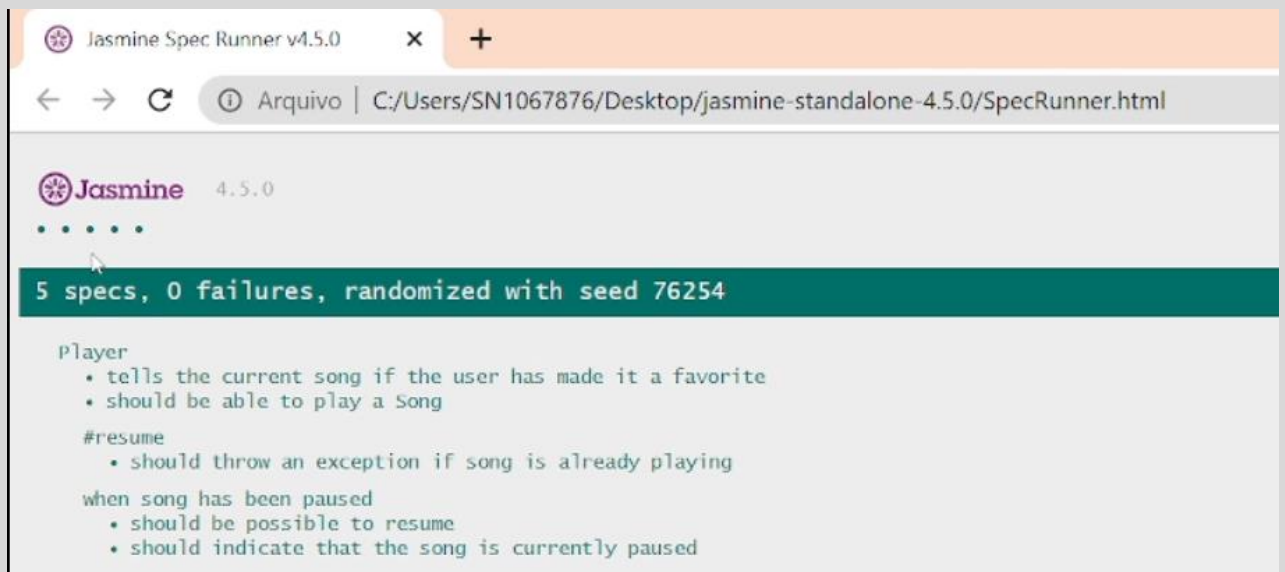 Jasmine Spec Runner v4.5.0
Arquivo | C:/Users/SN1067876/Desktop/jasmine-standalone-4.5.0/SpecRunner.html
Jasmine 4.5.0
• • • • •
5 specs, 0 failures, randomized with seed 76254
Player
• tells the current song if the user has made it a favorite
• should be able to play a Song
#resume
• should throw an exception if song is already playing
when song has been paused
• should be possible to resume
• should indicate that the song is currently paused